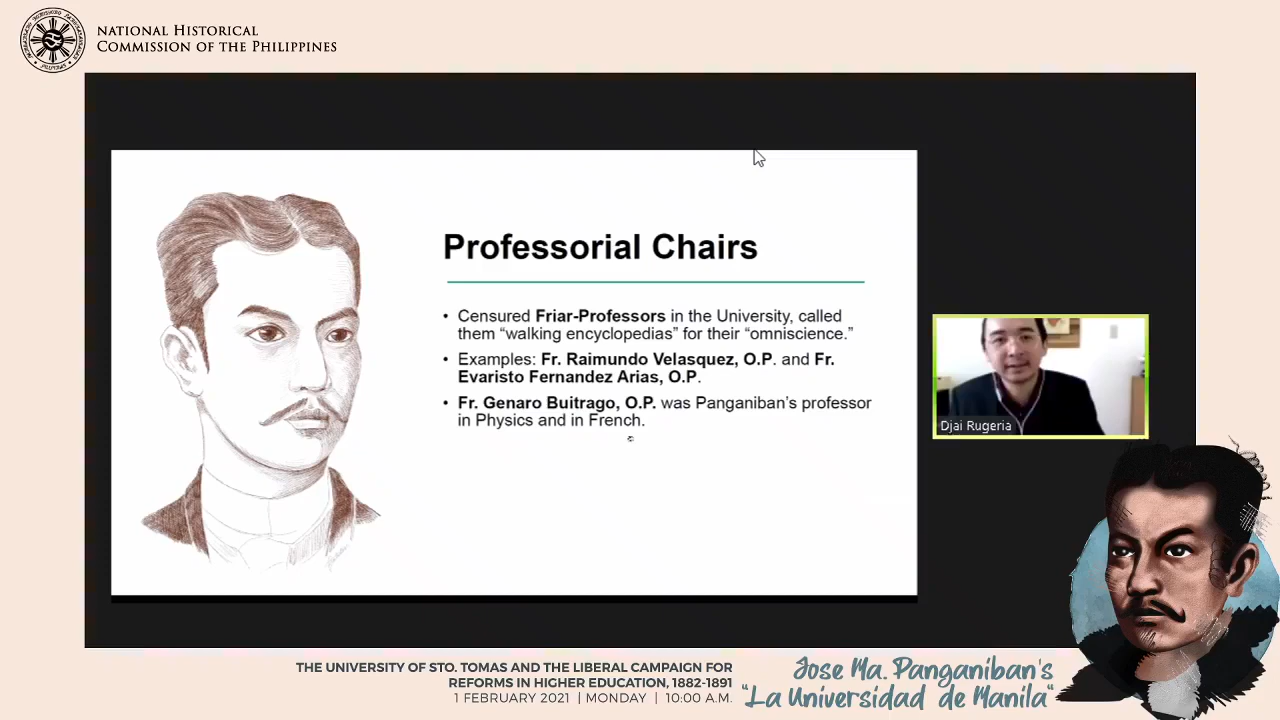 NATIONAL HISTORICAL
COMMISSION OF THE PHILIPPINES
Professorial Chairs
• Censured Friar-Professors in the University, called
them “walking encyclopedias” for their “omniscience.”
• Examples: Fr. Raimundo Velasquez, O.P. and Fr.
Evaristo Fernandez Arias, O.P.
• Fr. Genaro Buitrago, O.P. was Panganiban’s professor
in Physics and in French.
Djai Rugeria
THE UNIVERSITY OF STO. TOMAS AND THE LIBERAL CAMPAIGN FOR
REFORMS IN HIGHER EDUCATION, 1882-1891
1 FEBRUARY 2021 | MONDAY | 10:00 A.M.
Jose Ma. Panganiban's
"La Universidad de Manila"